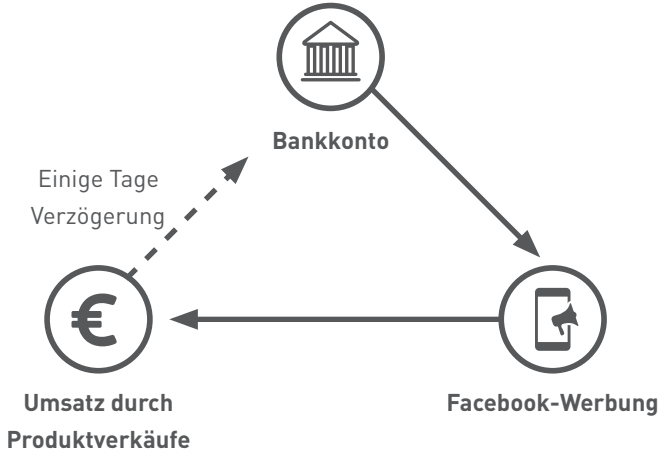 Bankkonto
Einige Tage
Verzögerung
€
Umsatz durch
Produktverkäufe
Facebook-Werbung